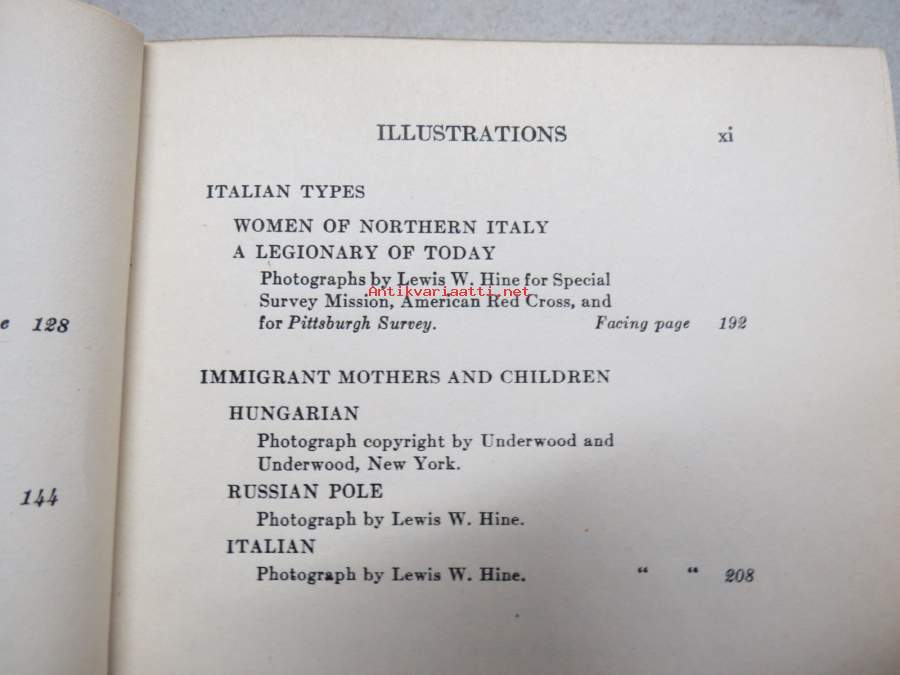 e 128
144
ILLUSTRATIONS xi
ITALIAN TYPES
WOMEN OF NORTHERN ITALY
A LEGIONARY OF TODAY
Photographs by Lewis W. Hine for Special
Survey Mission, American Red Cross, and
for Pittsburgh Survey. Facing page 192
IMMIGRANT MOTHERS AND CHILDREN
HUNGARIAN
Photograph copyright by Underwood and
Underwood, New York.
RUSSIAN POLE
Photograph by Lewis W. Hine.
ITALIAN
Photograph by Lewis W. Hine. “ “ 208
Antikvariaatti.net